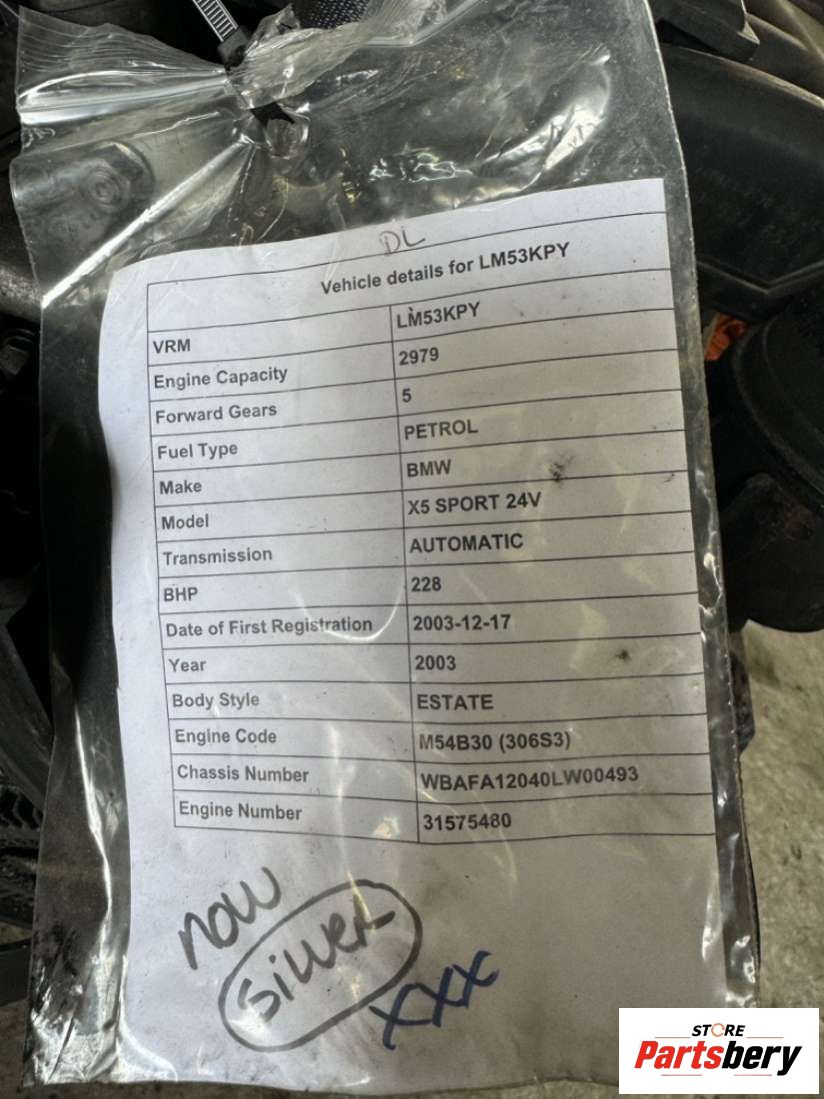 DL
Vehicle details for LM53KPY
VRM LM53KPY
Engine Capacity 2979
Forward Gears 5
Fuel Type PETROL
Make BMW
Model X5 SPORT 24V
Transmission AUTOMATIC
BHP 228
Date of First Registration 2003-12-17
Year 2003
Body Style ESTATE
Engine Code M54B30 (306S3)
Chassis Number WBAFA12040LW00493
Engine Number 31575480
now
silver
xxx
STORE
Partsbery